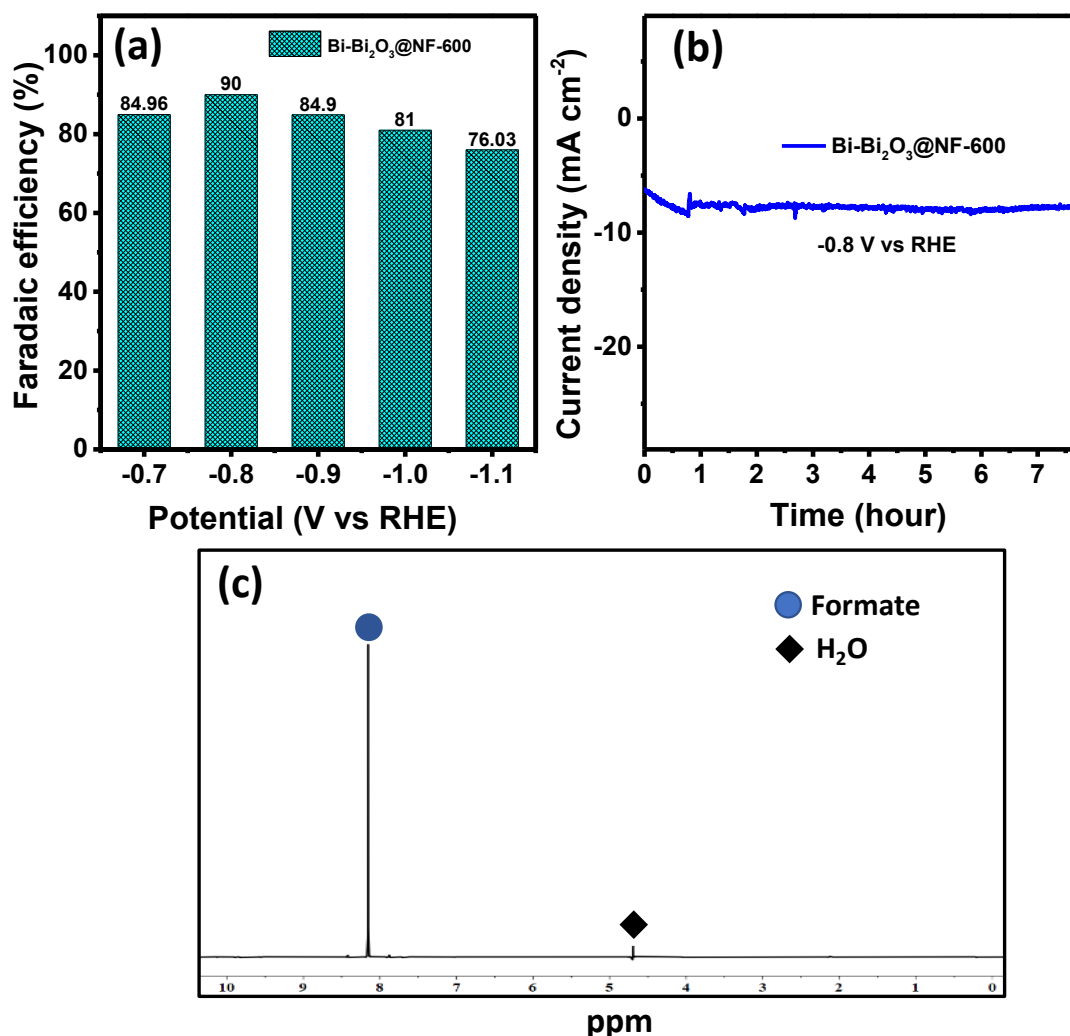 (a)
Bi-Bi₂O₃@NF-600
Faradaic efficiency (%)
100
80
60
40
20
0
84.96
90
84.9
81
76.03
-0.7
-0.8
-0.9
-1.0
-1.1
Potential (V vs RHE)
(b)
Current density (mA cm⁻²)
0
-10
-20
Bi-Bi₂O₃@NF-600
-0.8 V vs RHE
0 1 2 3 4 5 6 7
Time (hour)
(c)
Formate
H₂O
10 9 8 7 6 5 4 3 2 1 0
ppm